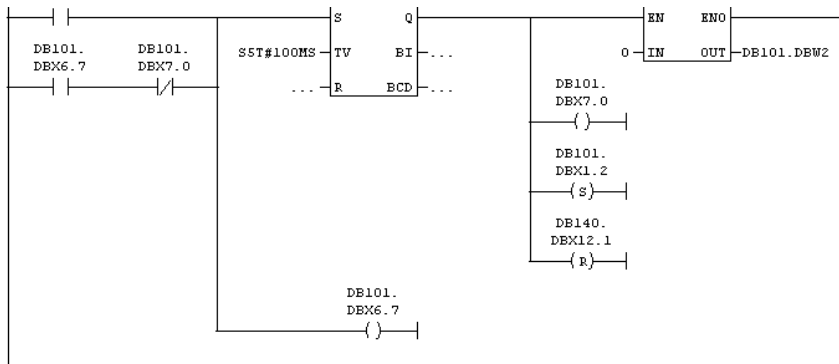 S Q
EN ENO
DB101. DB101.
DBX6.7 DBX7.0
S5T#100MS TV BI ...
0 IN OUT DB101.DBW2
... R BCD ...
DB101.
DBX7.0
( )
DB101.
DBX1.2
(S)
DB140.
DBX12.1
(R)
DB101.
DBX6.7
( )